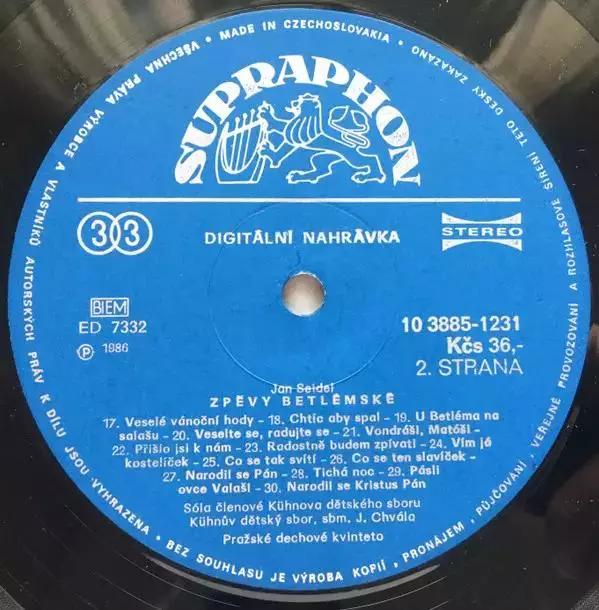 • MADE IN CZECHOSLOVAKIA •
VŠECHNA PRÁVA VÝROBCE A VLASTNÍKŮ AUTORSKÝCH PRÁV K DÍLU JSOU VYHRAZENA • BEZ SOUHLASU JE VÝROBA KOPIÍ, PRONÁJEM, PŮJČOVÁNÍ, VEŘEJNÉ PROVOZOVÁNÍ A ROZHLASOVÉ ŠÍŘENÍ TÉTO DESKY ZAKÁZÁNO
SUPRAPHON
33
DIGITÁLNÍ NAHRÁVKA
STEREO
BIEM
ED 7332
Ⓟ 1986
10 3885-1231
Kčs 36,-
2. STRANA
Jan Seidel
ZPĚVY BETLÉMSKÉ
17. Veselé vánoční hody – 18. Chtíc aby spal – 19. U Betléma na
salašu – 20. Veselte se, radujte se – 21. Vondráši, Matóši –
22. Přišlo jsi k nám – 23. Radostně budem zpívati – 24. Vím já
kostelíček – 25. Co se tak svítí – 26. Co se ten slavíček –
27. Narodil se Pán – 28. Tichá noc – 29. Pásli
ovce Valaši – 30. Narodil se Kristus Pán
Sóla členové Kühnova dětského sboru
Kühnův dětský sbor, sbm. J. Chvála
Pražské dechové kvinteto